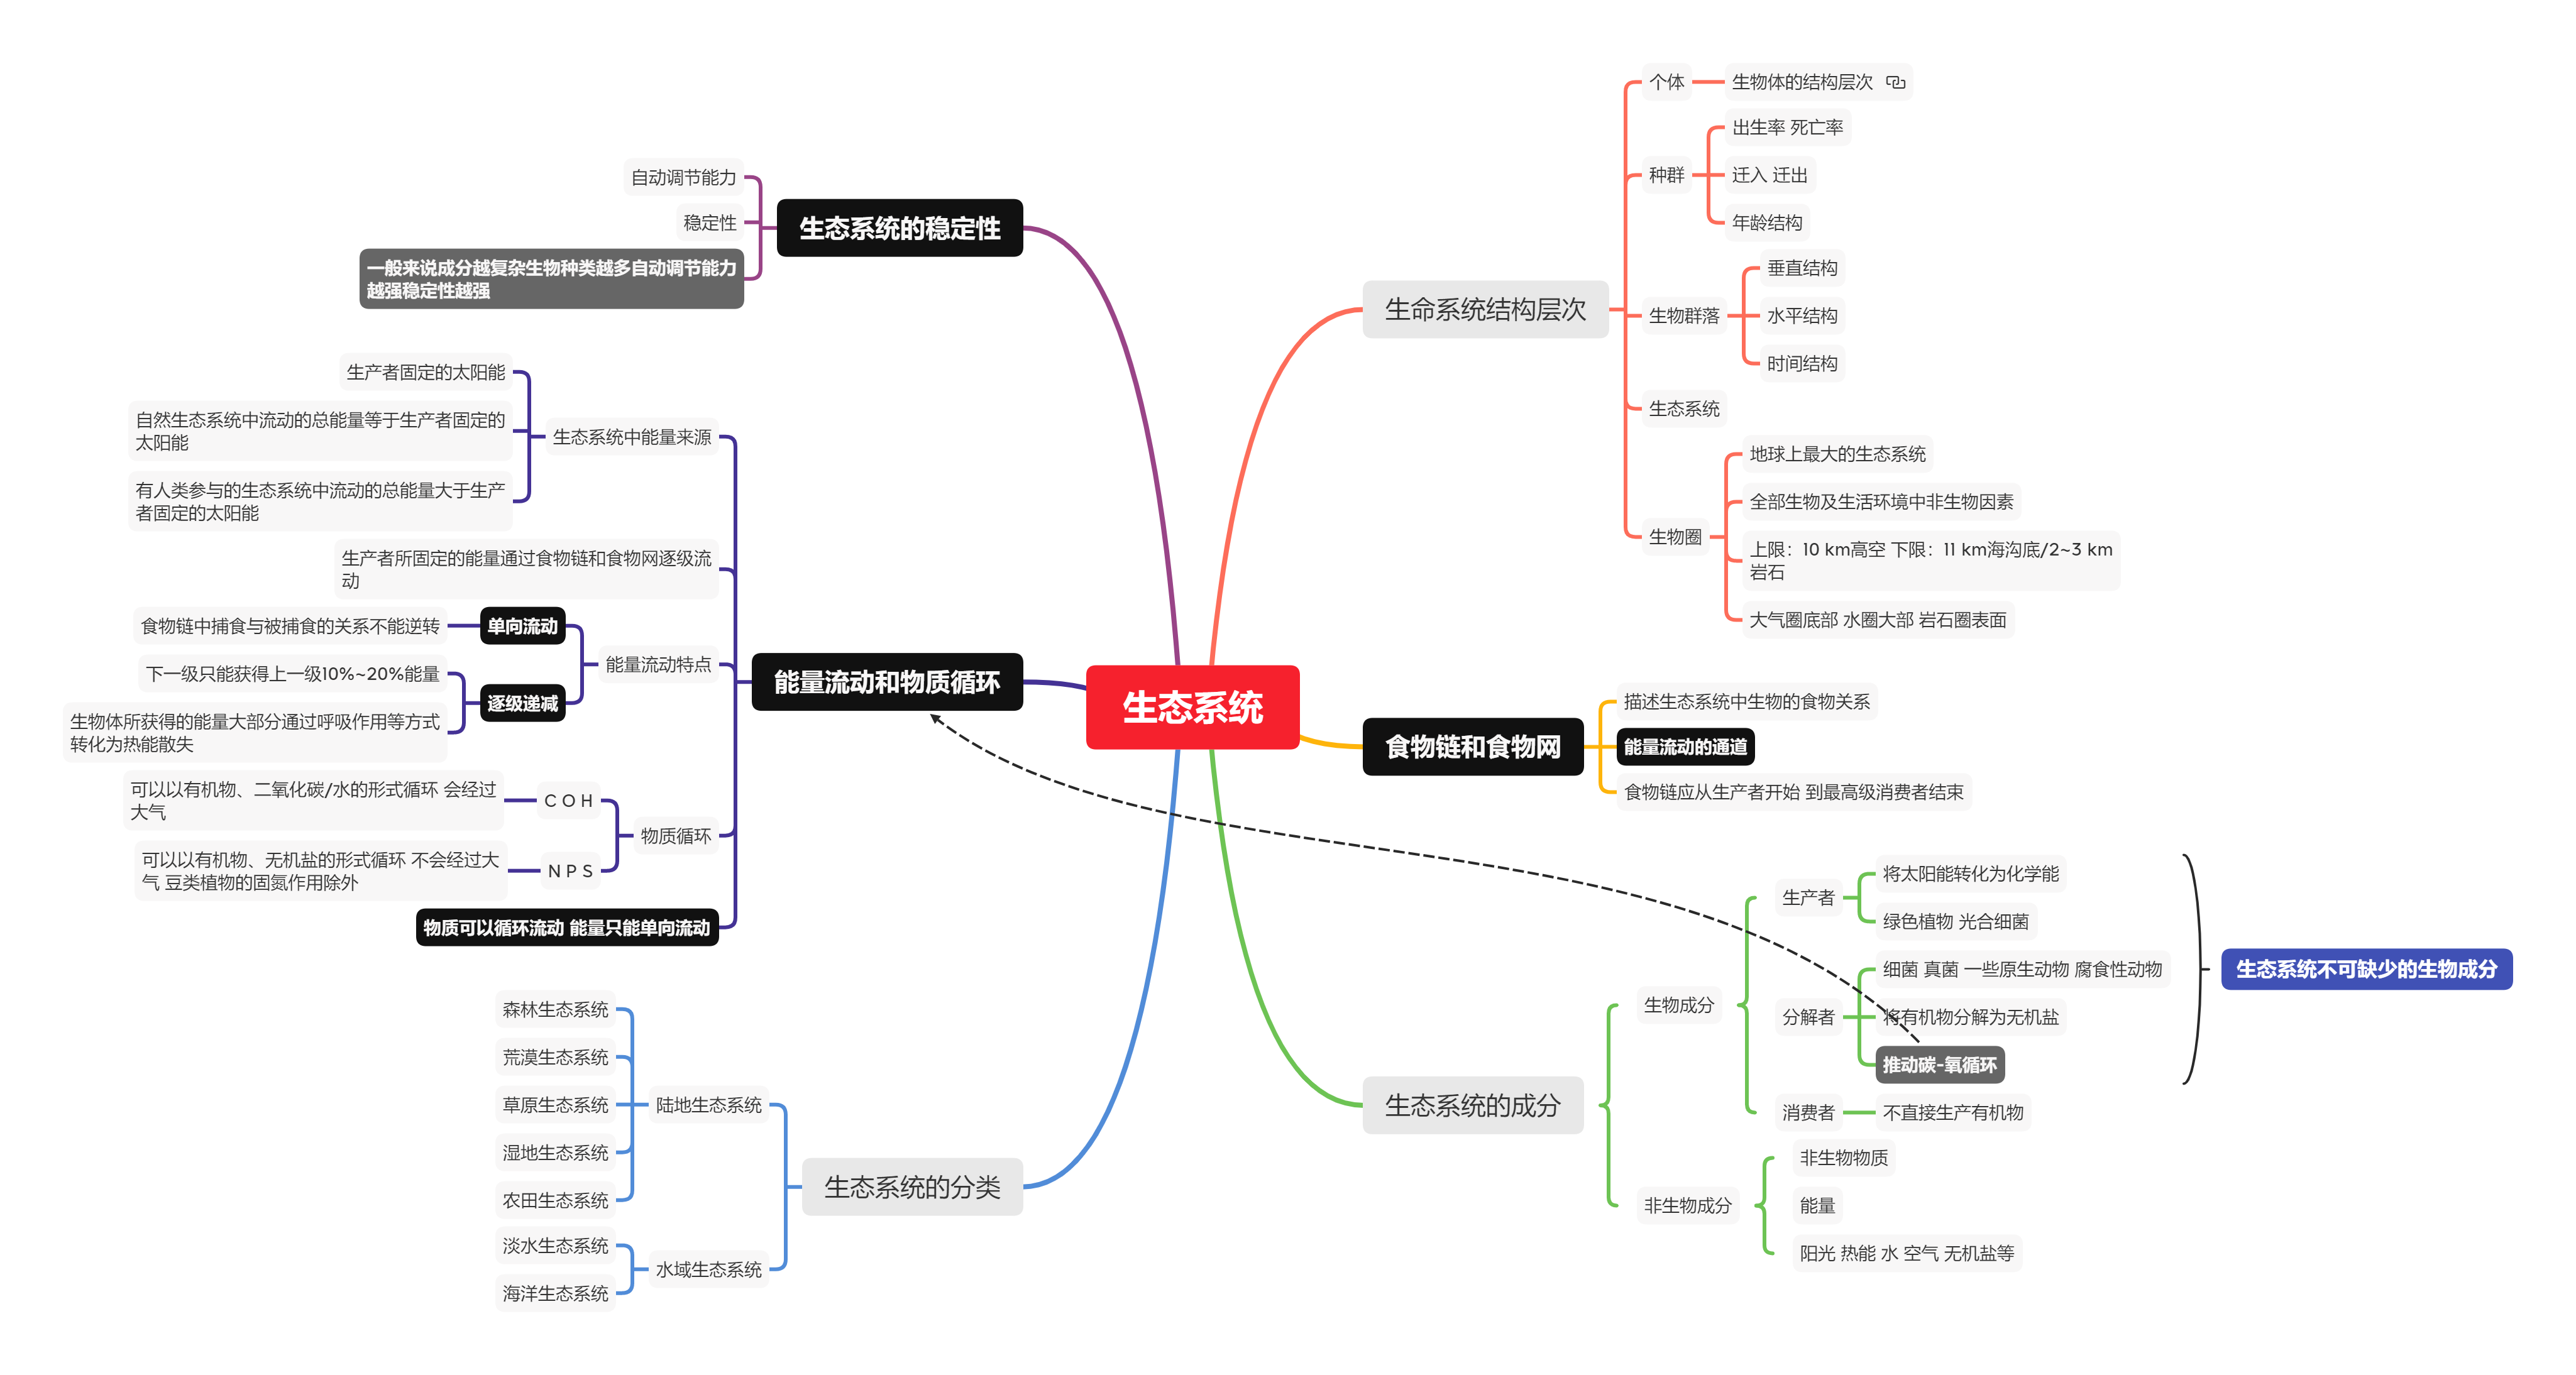 生态系统
生命系统结构层次
个体
生物体的结构层次
种群
出生率 死亡率
迁入 迁出
年龄结构
生物群落
垂直结构
水平结构
时间结构
生态系统
生物圈
地球上最大的生态系统
全部生物及生活环境中非生物因素
上限：10 km高空 下限：11 km海沟底/2~3 km
岩石
大气圈底部 水圈大部 岩石圈表面
食物链和食物网
描述生态系统中生物的食物关系
能量流动的通道
食物链应从生产者开始 到最高级消费者结束
生态系统的成分
生物成分
生产者
将太阳能转化为化学能
绿色植物 光合细菌
分解者
细菌 真菌 一些原生动物 腐食性动物
将有机物分解为无机盐
推动碳-氧循环
消费者
不直接生产有机物
生态系统不可缺少的生物成分
非生物成分
非生物物质
能量
阳光 热能 水 空气 无机盐等
生态系统的稳定性
自动调节能力
稳定性
一般来说成分越复杂生物种类越多自动调节能力
越强稳定性越强
能量流动和物质循环
生态系统中能量来源
生产者固定的太阳能
自然生态系统中流动的总能量等于生产者固定的
太阳能
有人类参与的生态系统中流动的总能量大于生产
者固定的太阳能
生产者所固定的能量通过食物链和食物网逐级流
动
能量流动特点
单向流动
食物链中捕食与被捕食的关系不能逆转
逐级递减
下一级只能获得上一级10%~20%能量
生物体所获得的能量大部分通过呼吸作用等方式
转化为热能散失
物质循环
C O H
可以以有机物、二氧化碳/水的形式循环 会经过
大气
N P S
可以以有机物、无机盐的形式循环 不会经过大
气 豆类植物的固氮作用除外
物质可以循环流动 能量只能单向流动
生态系统的分类
陆地生态系统
森林生态系统
荒漠生态系统
草原生态系统
湿地生态系统
农田生态系统
水域生态系统
淡水生态系统
海洋生态系统